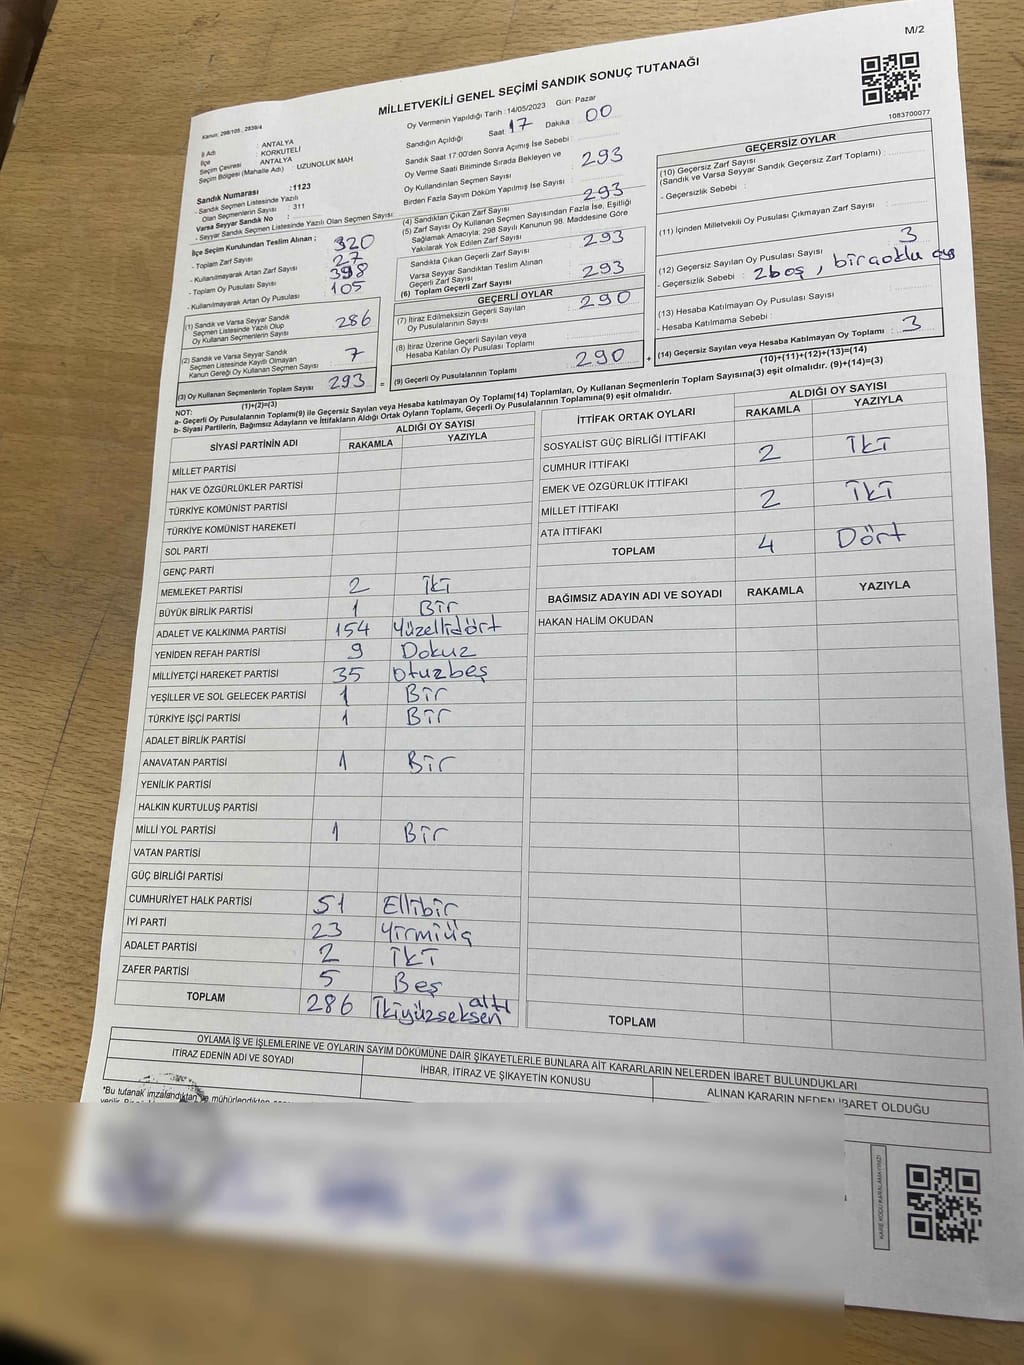 M/2
MİLLETVEKİLİ GENEL SEÇİMİ SANDIK SONUÇ TUTANAĞI
1083700077
Oy Vermenin Yapıldığı Tarih : 14/05/2023 Gün: Pazar
Sandığın Açıldığı Saat 17 Dakika 00
İl Adı : ANTALYA
İlçe : KORKUTELİ
Seçim Çevresi : ANTALYA
Seçim Bölgesi (Mahalle Adı) : UZUNOLUK MAH
Sandık Numarası : 1123
- Sandık Seçmen Listesinde Yazılı
Olan Seçmenlerin Sayısı : 311
Varsa Seyyar Sandık No :
- Seyyar Sandık Seçmen Listesinde Yazılı Olan Seçmen Sayısı:
İlçe Seçim Kurulundan Teslim Alınan ;
- Toplam Zarf Sayısı 320
- Kullanılmayarak Artan Zarf Sayısı 27
- Toplam Oy Pusulası Sayısı 398
- Kullanılmayarak Artan Oy Pusulası 105
(1) Sandık ve Varsa Seyyar Sandık
Seçmen Listesinde Yazılı Olup
Oy Kullanan Seçmenlerin Sayısı 286
(2) Sandık ve Varsa Seyyar Sandık
Seçmen Listesinde Kayıtlı Olmayan
Kanun Gereği Oy Kullanan Seçmen Sayısı 7
(3) Oy Kullanan Seçmenlerin Toplam Sayısı 293 =
(1)+(2)=(3)
Sandık Saat 17:00'den Sonra Açımış İse Sebebi :
Oy Verme Saati Bitiminde Sırada Bekleyen ve
Oy Kullandırılan Seçmen Sayısı 293
Birden Fazla Sayım Döküm Yapılmış İse Sayısı
(4) Sandıktan Çıkan Zarf Sayısı 293
(5) Zarf Sayısı Oy Kullanan Seçmen Sayısından Fazla İse, Eşitliği
Sağlamak Amacıyla; 298 Sayılı Kanunun 98. Maddesine Göre
Yakılarak Yok Edilen Zarf Sayısı
Sandıkta Çıkan Geçerli Zarf Sayısı 293
Varsa Seyyar Sandıktan Teslim Alınan
Geçerli Zarf Sayısı
(6) Toplam Geçerli Zarf Sayısı 293
GEÇERLİ OYLAR
(7) İtiraz Edilmeksizin Geçerli Sayılan
Oy Pusulalarının Sayısı 290
(8) İtiraz Üzerine Geçerli Sayılan veya
Hesaba Katılan Oy Pusulası Toplamı
(9) Geçerli Oy Pusulalarının Toplamı 290 +
GEÇERSİZ OYLAR
(10) Geçersiz Zarf Sayısı
(Sandık ve Varsa Seyyar Sandık Geçersiz Zarf Toplamı) :
- Geçersizlik Sebebi :
(11) İçinden Milletvekili Oy Pusulası Çıkmayan Zarf Sayısı
(12) Geçersiz Sayılan Oy Pusulası Sayısı 3
- Geçersizlik Sebebi : 2 boş,
(13) Hesaba Katılmayan Oy Pusulası Sayısı
- Hesaba Katılmama Sebebi :
(14) Geçersiz Sayılan veya Hesaba Katılmayan Oy Toplamı : 3
(10)+(11)+(12)+(13)=(14)
NOT:
a- Geçerli Oy Pusulalarının Toplamı(9) ile Geçersiz Sayılan veya Hesaba Katılmayan Oy Toplamı(14) Toplamları, Oy Kullanan Seçmenlerin Toplam Sayısına(3) eşit olmalıdır. (9)+(14)=(3)
b- Siyasi Partilerin, Bağımsız Adayların ve İttifakların Aldığı Ortak Oyların Toplamı, Geçerli Oy Pusulalarının Toplamına(9) eşit olmalıdır.
SİYASİ PARTİNİN ADI ALDIĞI OY SAYISI
RAKAMLA YAZIYLA
MİLLET PARTİSİ
HAK VE ÖZGÜRLÜKLER PARTİSİ
TÜRKİYE KOMÜNİST PARTİSİ
TÜRKİYE KOMÜNİST HAREKETİ
SOL PARTİ
GENÇ PARTİ
MEMLEKET PARTİSİ 2 İki
BÜYÜK BİRLİK PARTİSİ 1 Bir
ADALET VE KALKINMA PARTİSİ 154 Yüzellidört
YENİDEN REFAH PARTİSİ 9 Dokuz
MİLLİYETÇİ HAREKET PARTİSİ 35 Otuzbeş
YEŞİLLER VE SOL GELECEK PARTİSİ 1 Bir
TÜRKİYE İŞÇİ PARTİSİ 1 Bir
ADALET BİRLİK PARTİSİ
ANAVATAN PARTİSİ 1 Bir
YENİLİK PARTİSİ
HALKIN KURTULUŞ PARTİSİ
MİLLİ YOL PARTİSİ 1 Bir
VATAN PARTİSİ
GÜÇ BİRLİĞİ PARTİSİ
CUMHURİYET HALK PARTİSİ 51 Ellibir
İYİ PARTİ 23 Yirmiüç
ADALET PARTİSİ 2 İki
ZAFER PARTİSİ 5 Beş
TOPLAM 286 İkiyüzseksen altı
İTTİFAK ORTAK OYLARI ALDIĞI OY SAYISI
RAKAMLA YAZIYLA
SOSYALİST GÜÇ BİRLİĞİ İTTİFAKI
CUMHUR İTTİFAKI 2 İki
EMEK VE ÖZGÜRLÜK İTTİFAKI
MİLLET İTTİFAKI 2 İki
ATA İTTİFAKI
TOPLAM 4 Dört
BAĞIMSIZ ADAYIN ADI VE SOYADI RAKAMLA YAZIYLA
HAKAN HALİM OKUDAN
TOPLAM
OYLAMA İŞ VE İŞLEMLERİNE VE OYLARIN SAYIM DÖKÜMÜNE DAİR ŞİKAYETLERLE BUNLARA AİT KARARLARIN NELERDEN İBARET BULUNDUKLARI
İTİRAZ EDENİN ADI VE SOYADI İHBAR, İTİRAZ VE ŞİKAYETİN KONUSU ALINAN KARARIN NEDEN İBARET OLDUĞU
*Bu tutanak imzalandıktan ve mühürlendikten